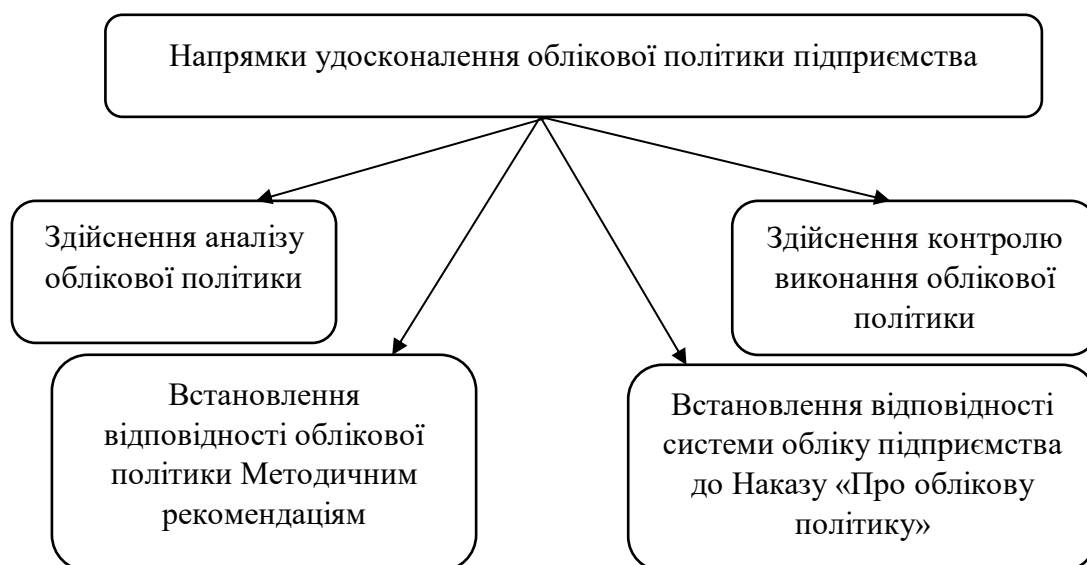 Напрямки удосконалення облікової політики підприємства
Здійснення аналізу
облікової політики
Здійснення контролю
виконання облікової
політики
Встановлення
відповідності облікової
політики Методичним
рекомендаціям
Встановлення відповідності
системи обліку підприємства
до Наказу «Про облікову
політику»